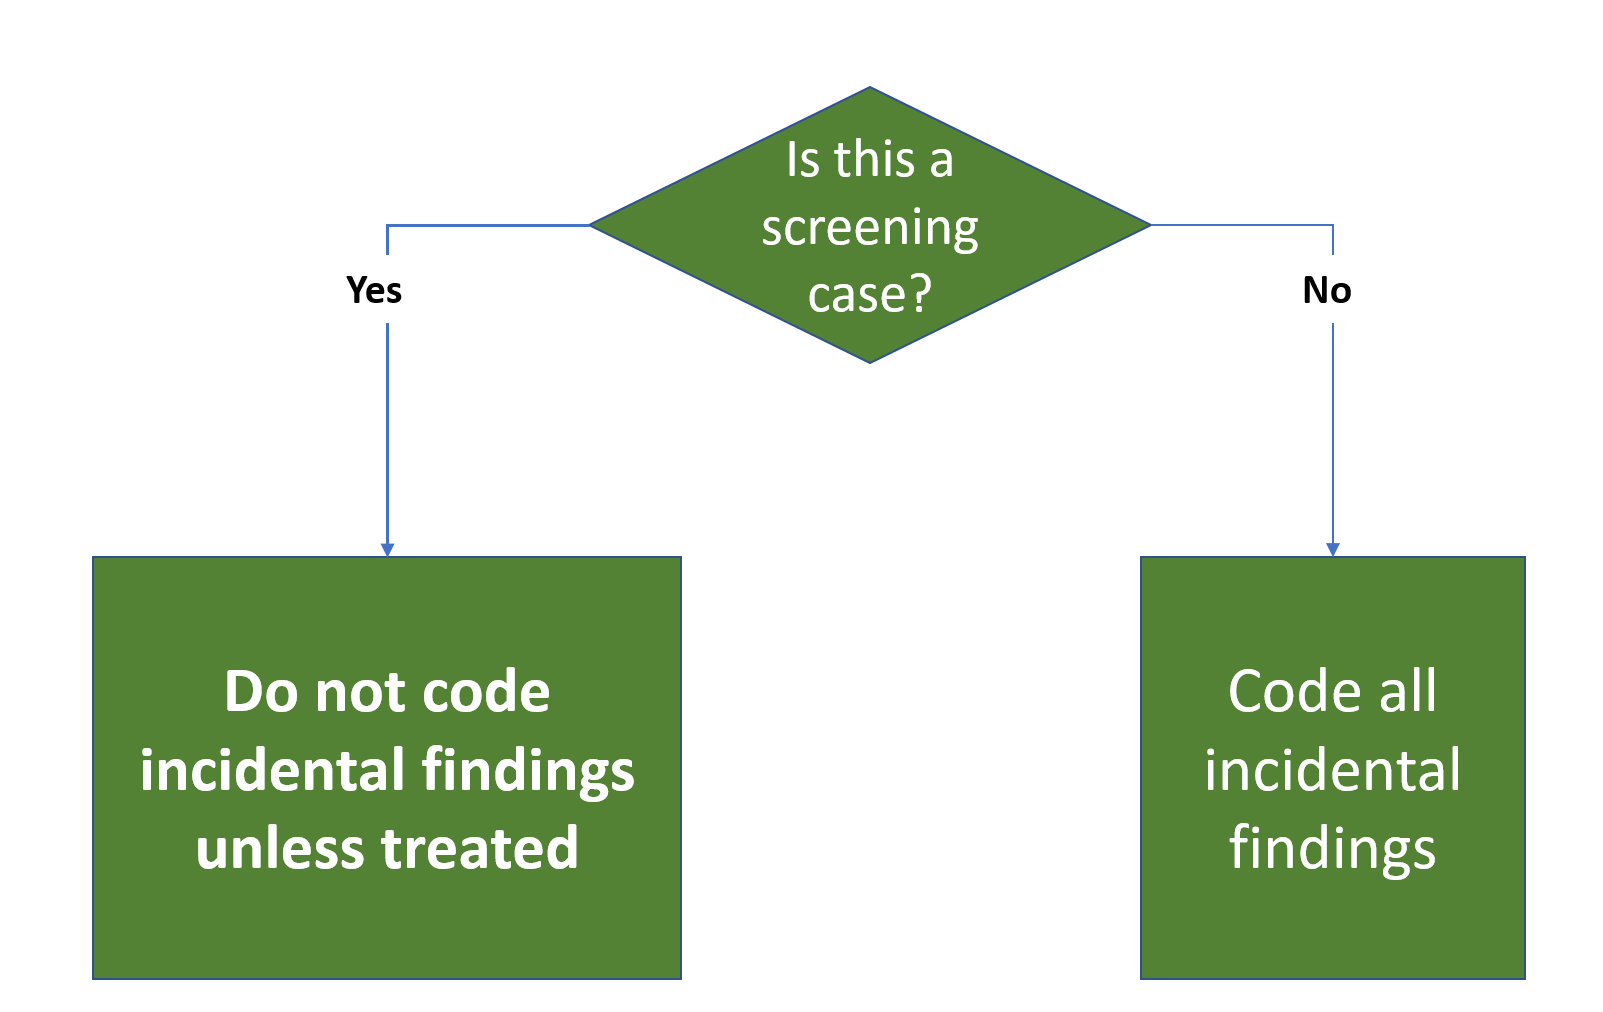 Is this a
screening
case?
Yes
No
Do not code
incidental findings
unless treated
Code all
incidental
findings